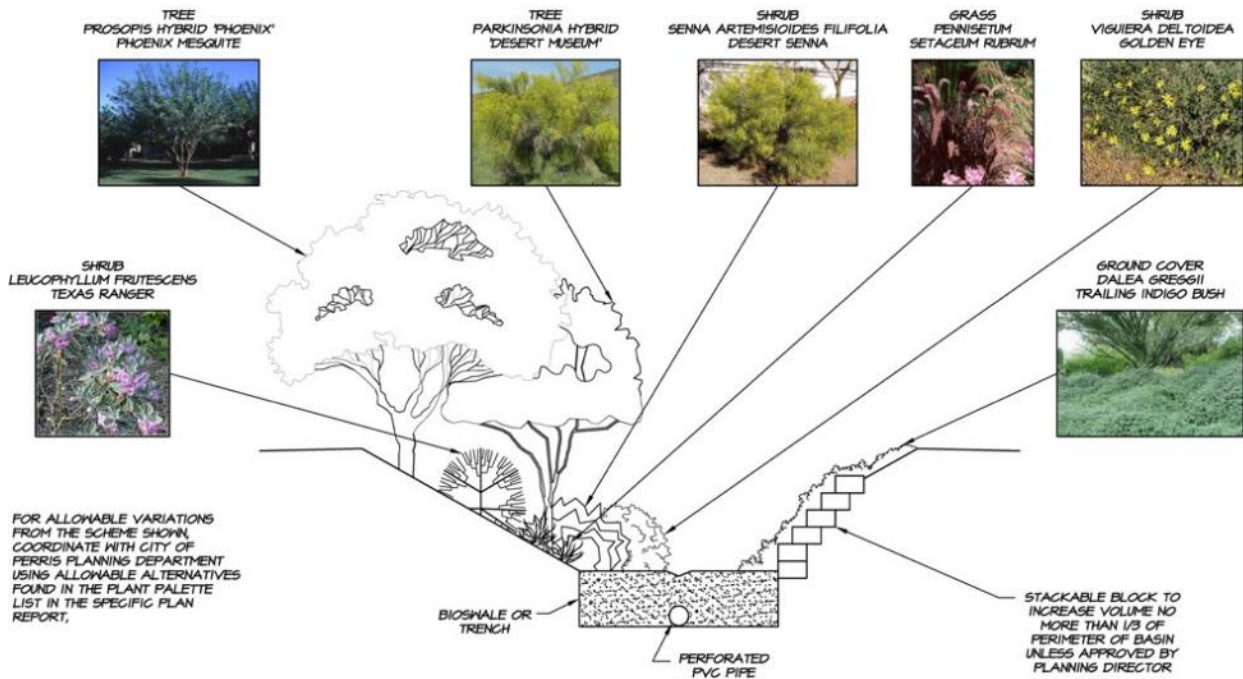 TREE
PROSOPIS HYBRID 'PHOENIX'
PHOENIX MESQUITE
TREE
PARKINSONIA HYBRID
'DESERT MUSEUM'
SHRUB
SENNA ARTEMISIOIDES FILIFOLIA
DESERT SENNA
GRASS
PENNISETUM
SETACEUM RUBRUM
SHRUB
VIGUIERA DELTOIDEA
GOLDEN EYE
SHRUB
LEUCOPHYLLUM FRUTESCENS
TEXAS RANGER
GROUND COVER
DALEA GREGGII
TRAILING INDIGO BUSH
FOR ALLOWABLE VARIATIONS
FROM THE SCHEME SHOWN,
COORDINATE WITH CITY OF
PERRIS PLANNING DEPARTMENT
USING ALLOWABLE ALTERNATIVES
FOUND IN THE PLANT PALETTE
LIST IN THE SPECIFIC PLAN
REPORT,
BIOSWALE OR
TRENCH
PERFORATED
PVC PIPE
STACKABLE BLOCK TO
INCREASE VOLUME NO
MORE THAN 1/3 OF
PERIMETER OF BASIN
UNLESS APPROVED BY
PLANNING DIRECTOR